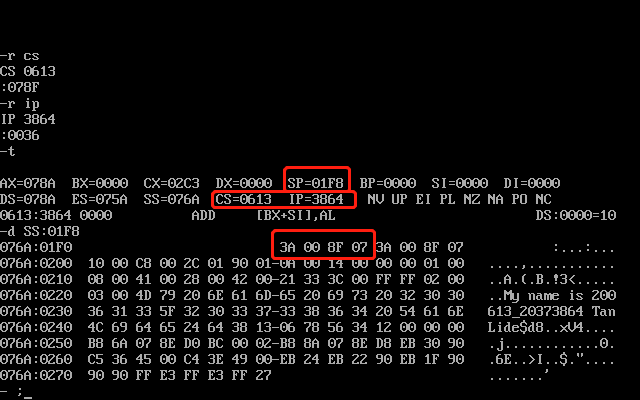 -r cs
CS 0613
:078F
-r ip
IP 3864
:0036
-t
AX=078A BX=0000 CX=02C3 DX=0000 SP=01F8 BP=0000 SI=0000 DI=0000
DS=078A ES=075A SS=076A CS=0613 IP=3864 NV UP EI PL NZ NA PO NC
0613:3864 0000 ADD [BX+SI],AL DS:0000=10
-d SS:01F8
076A:01F0 3A 00 8F 07 3A 00 8F 07 :...:...
076A:0200 10 00 C8 00 2C 01 90 01-0A 00 14 00 00 00 01 00 ....,...........
076A:0210 08 00 41 00 28 00 42 00-21 33 3C 00 FF FF 02 00 ..A.(.B.!3<.....
076A:0220 03 00 4D 79 20 6E 61 6D-65 20 69 73 20 32 30 30 ..My name is 200
076A:0230 36 31 33 5F 32 30 33 37-33 38 36 34 20 54 61 6E 613_20373864 Tan
076A:0240 4C 69 64 65 24 64 38 13-06 78 56 34 12 00 00 00 Lide$d8..xV4....
076A:0250 B8 6A 07 8E D0 BC 00 02-B8 8A 07 8E D8 EB 30 90 .j............0.
076A:0260 C5 36 45 00 C4 3E 49 00-EB 24 EB 22 90 EB 1F 90 .6E..>I..$."....
076A:0270 90 90 FF E3 FF E3 FF 27 .......'
- ;_